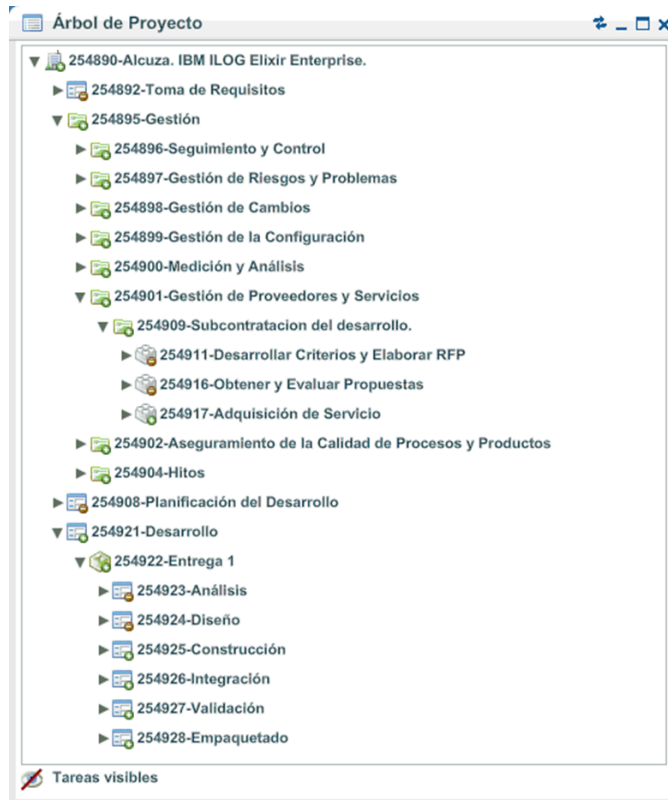 Árbol de Proyecto
254890-Alcuza. IBM ILOG Elixir Enterprise.
254892-Toma de Requisitos
254895-Gestión
254896-Seguimiento y Control
254897-Gestión de Riesgos y Problemas
254898-Gestión de Cambios
254899-Gestión de la Configuración
254900-Medición y Análisis
254901-Gestión de Proveedores y Servicios
254909-Subcontratacion del desarrollo.
254911-Desarrollar Criterios y Elaborar RFP
254916-Obtener y Evaluar Propuestas
254917-Adquisición de Servicio
254902-Aseguramiento de la Calidad de Procesos y Productos
254904-Hitos
254908-Planificación del Desarrollo
254921-Desarrollo
254922-Entrega 1
254923-Análisis
254924-Diseño
254925-Construcción
254926-Integración
254927-Validación
254928-Empaquetado
Tareas visibles